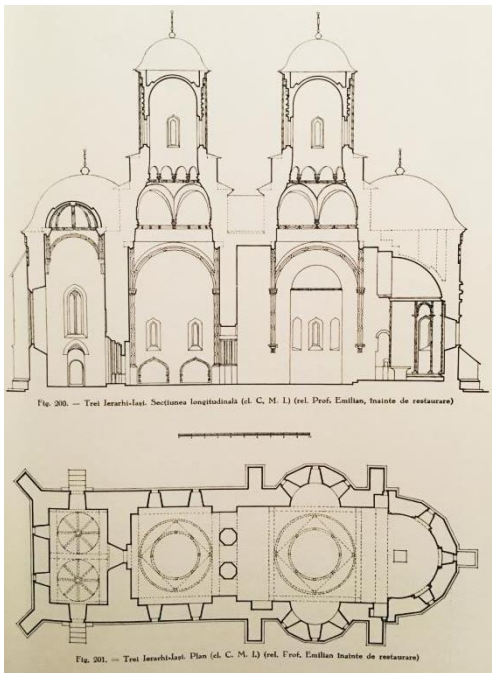 Fig. 200. — Trei Ierarhi-Iași. Secțiunea longitudinală (cl. C, M. I.) (rel. Prof. Emilian, înainte de restaurare)
Fig. 201. — Trei Ierarhi-Iași. Plan (cl. C. M. I.) (rel. Prof. Emilian înainte de restaurare)